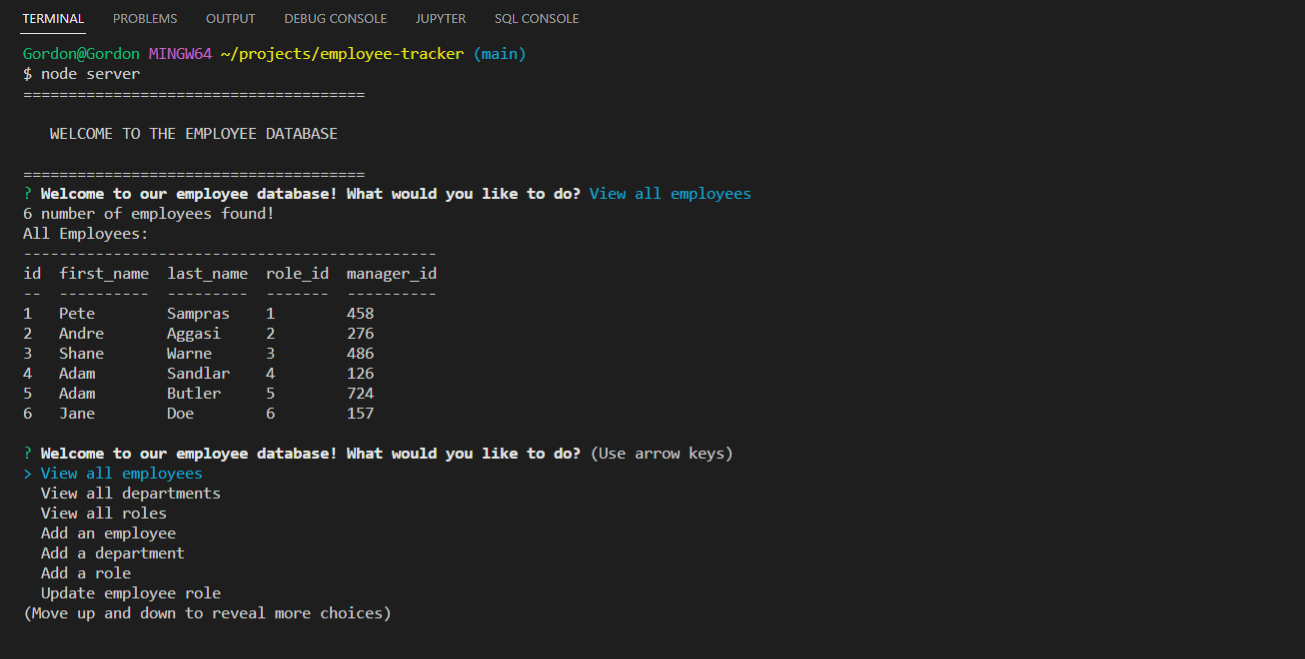 TERMINAL PROBLEMS OUTPUT DEBUG CONSOLE JUPYTER SQL CONSOLE
Gordon@Gordon MINGW64 ~/projects/employee-tracker (main)
$ node server
======================================
WELCOME TO THE EMPLOYEE DATABASE
======================================
? Welcome to our employee database! What would you like to do? View all employees
6 number of employees found!
All Employees:
----------------------------------------------
id  first_name  last_name  role_id  manager_id
--  ----------  ---------  -------  ----------
1   Pete        Sampras    1        458
2   Andre       Aggasi     2        276
3   Shane       Warne      3        486
4   Adam        Sandlar    4        126
5   Adam        Butler     5        724
6   Jane        Doe        6        157
? Welcome to our employee database! What would you like to do? (Use arrow keys)
> View all employees
  View all departments
  View all roles
  Add an employee
  Add a department
  Add a role
  Update employee role
(Move up and down to reveal more choices)